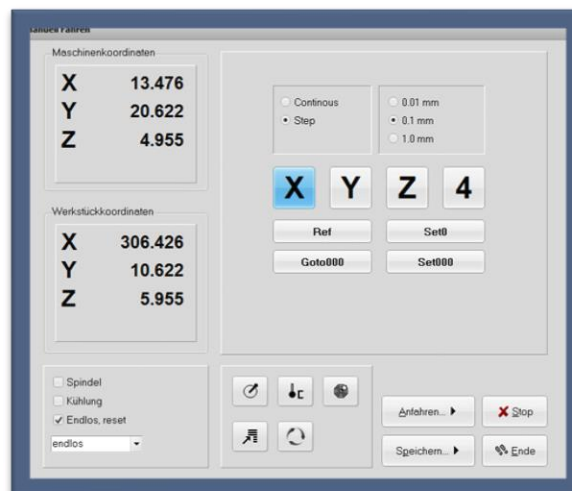 Manuell Fahren
Maschinenkoordinaten
X 13.476
Y 20.622
Z 4.955
Werkstückkoordinaten
X 306.426
Y 10.622
Z 5.955
Continous
Step
0.01 mm
0.1 mm
1.0 mm
X Y Z 4
Ref Set0
Goto000 Set000
Spindel
Kühlung
Endlos, reset
endlos
Anfahren...
Stop
Speichern...
Ende